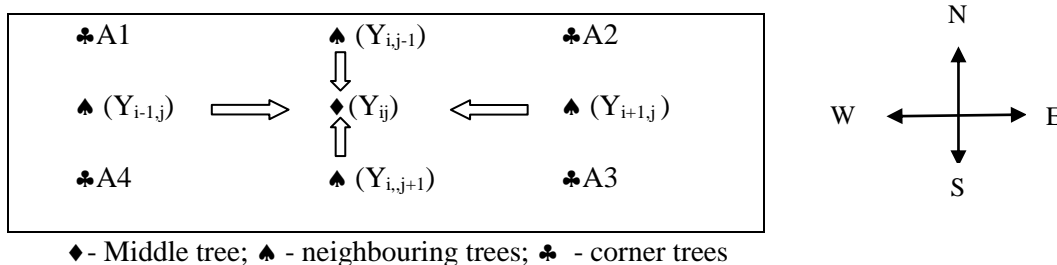 ♣A1 ♠ (Y_{i,j-1}) ♣A2
♠ (Y_{i-1,j}) ♦(Y_{ij}) ♠ (Y_{i+1,j} )
♣A4 ♠ (Y_{i,,j+1}) ♣A3
♦- Middle tree; ♠ - neighbouring trees; ♣ - corner trees
N
W E
S